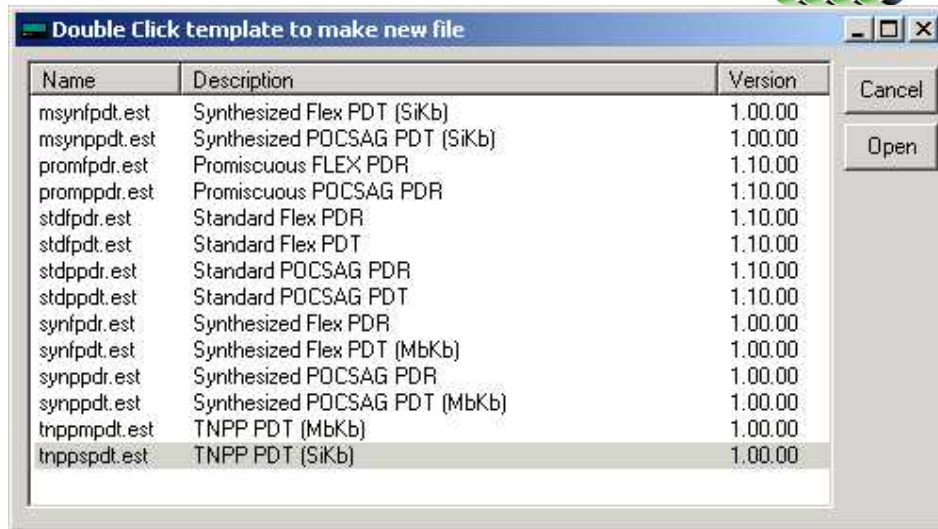 Double Click template to make new file
Name Description Version
Cancel
msynfpdt.est Synthesized Flex PDT (SiKb) 1.00.00
msynppdt.est Synthesized POCSAG PDT (SiKb) 1.00.00
Open
promfpdr.est Promiscuous FLEX PDR 1.10.00
promppdr.est Promiscuous POCSAG PDR 1.10.00
stdfpdr.est Standard Flex PDR 1.10.00
stdfpdt.est Standard Flex PDT 1.10.00
stdppdr.est Standard POCSAG PDR 1.10.00
stdppdt.est Standard POCSAG PDT 1.10.00
synfpdr.est Synthesized Flex PDR 1.00.00
synfpdt.est Synthesized Flex PDT (MbKb) 1.00.00
synppdr.est Synthesized POCSAG PDR 1.00.00
synppdt.est Synthesized POCSAG PDT (MbKb) 1.00.00
tnppmpdt.est TNPP PDT (MbKb) 1.00.00
tnppspdt.est TNPP PDT (SiKb) 1.00.00